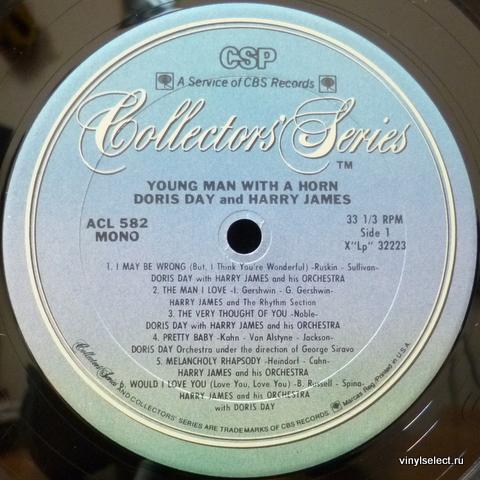 CSP
A Service of CBS Records
Collectors' Series
TM
YOUNG MAN WITH A HORN
DORIS DAY and HARRY JAMES
ACL 582
MONO
33 1/3 RPM
Side 1
X"Lp" 32223
1. I MAY BE WRONG (But, I Think You're Wonderful) -Ruskin - Sullivan-
DORIS DAY with HARRY JAMES and his ORCHESTRA
2. THE MAN I LOVE -I. Gershwin - G. Gershwin-
HARRY JAMES and The Rhythm Section
3. THE VERY THOUGHT OF YOU -Noble-
DORIS DAY with HARRY JAMES and his ORCHESTRA
4. PRETTY BABY -Kahn - Van Alstyne - Jackson-
DORIS DAY Orchestra under the direction of George Siravo
5. MELANCHOLY RHAPSODY -Heindorf - Cahn-
HARRY JAMES and his ORCHESTRA
6. WOULD I LOVE YOU (Love You, Love You) -B. Russell - Spina-
HARRY JAMES and his ORCHESTRA
with DORIS DAY
Collectors' Series AND COLLECTORS' SERIES ARE TRADEMARKS OF CBS RECORDS Marcas Reg./Printed in U.S.A.
vinylselect.ru